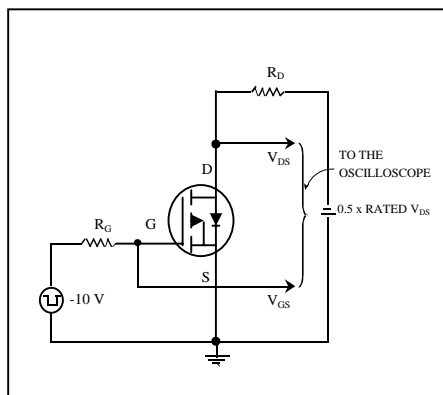 R_D
D
V_DS
TO THE
OSCILLOSCOPE
R_G
G
0.5 x RATED V_DS
S
-10 V
V_GS